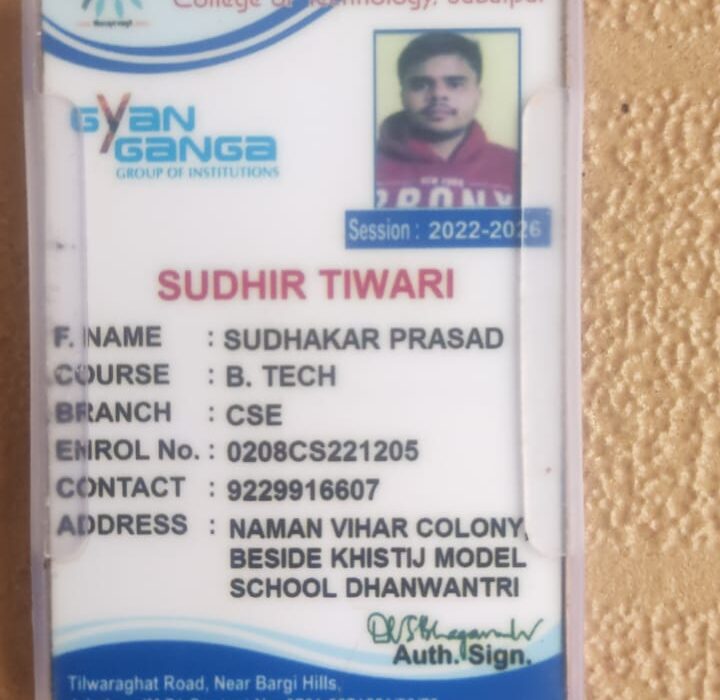 College of Technology, Jabalpur
GYAN
GANGA
GROUP OF INSTITUTIONS
NEW YORK
BRONX
Session : 2022-2026
SUDHIR TIWARI
F. NAME : SUDHAKAR PRASAD
COURSE : B. TECH
BRANCH : CSE
ENROL No. : 0208CS221205
CONTACT : 9229916607
ADDRESS : NAMAN VIHAR COLONY,
BESIDE KHISTIJ MODEL
SCHOOL DHANWANTRI
Auth. Sign.
Tilwaraghat Road, Near Bargi Hills,